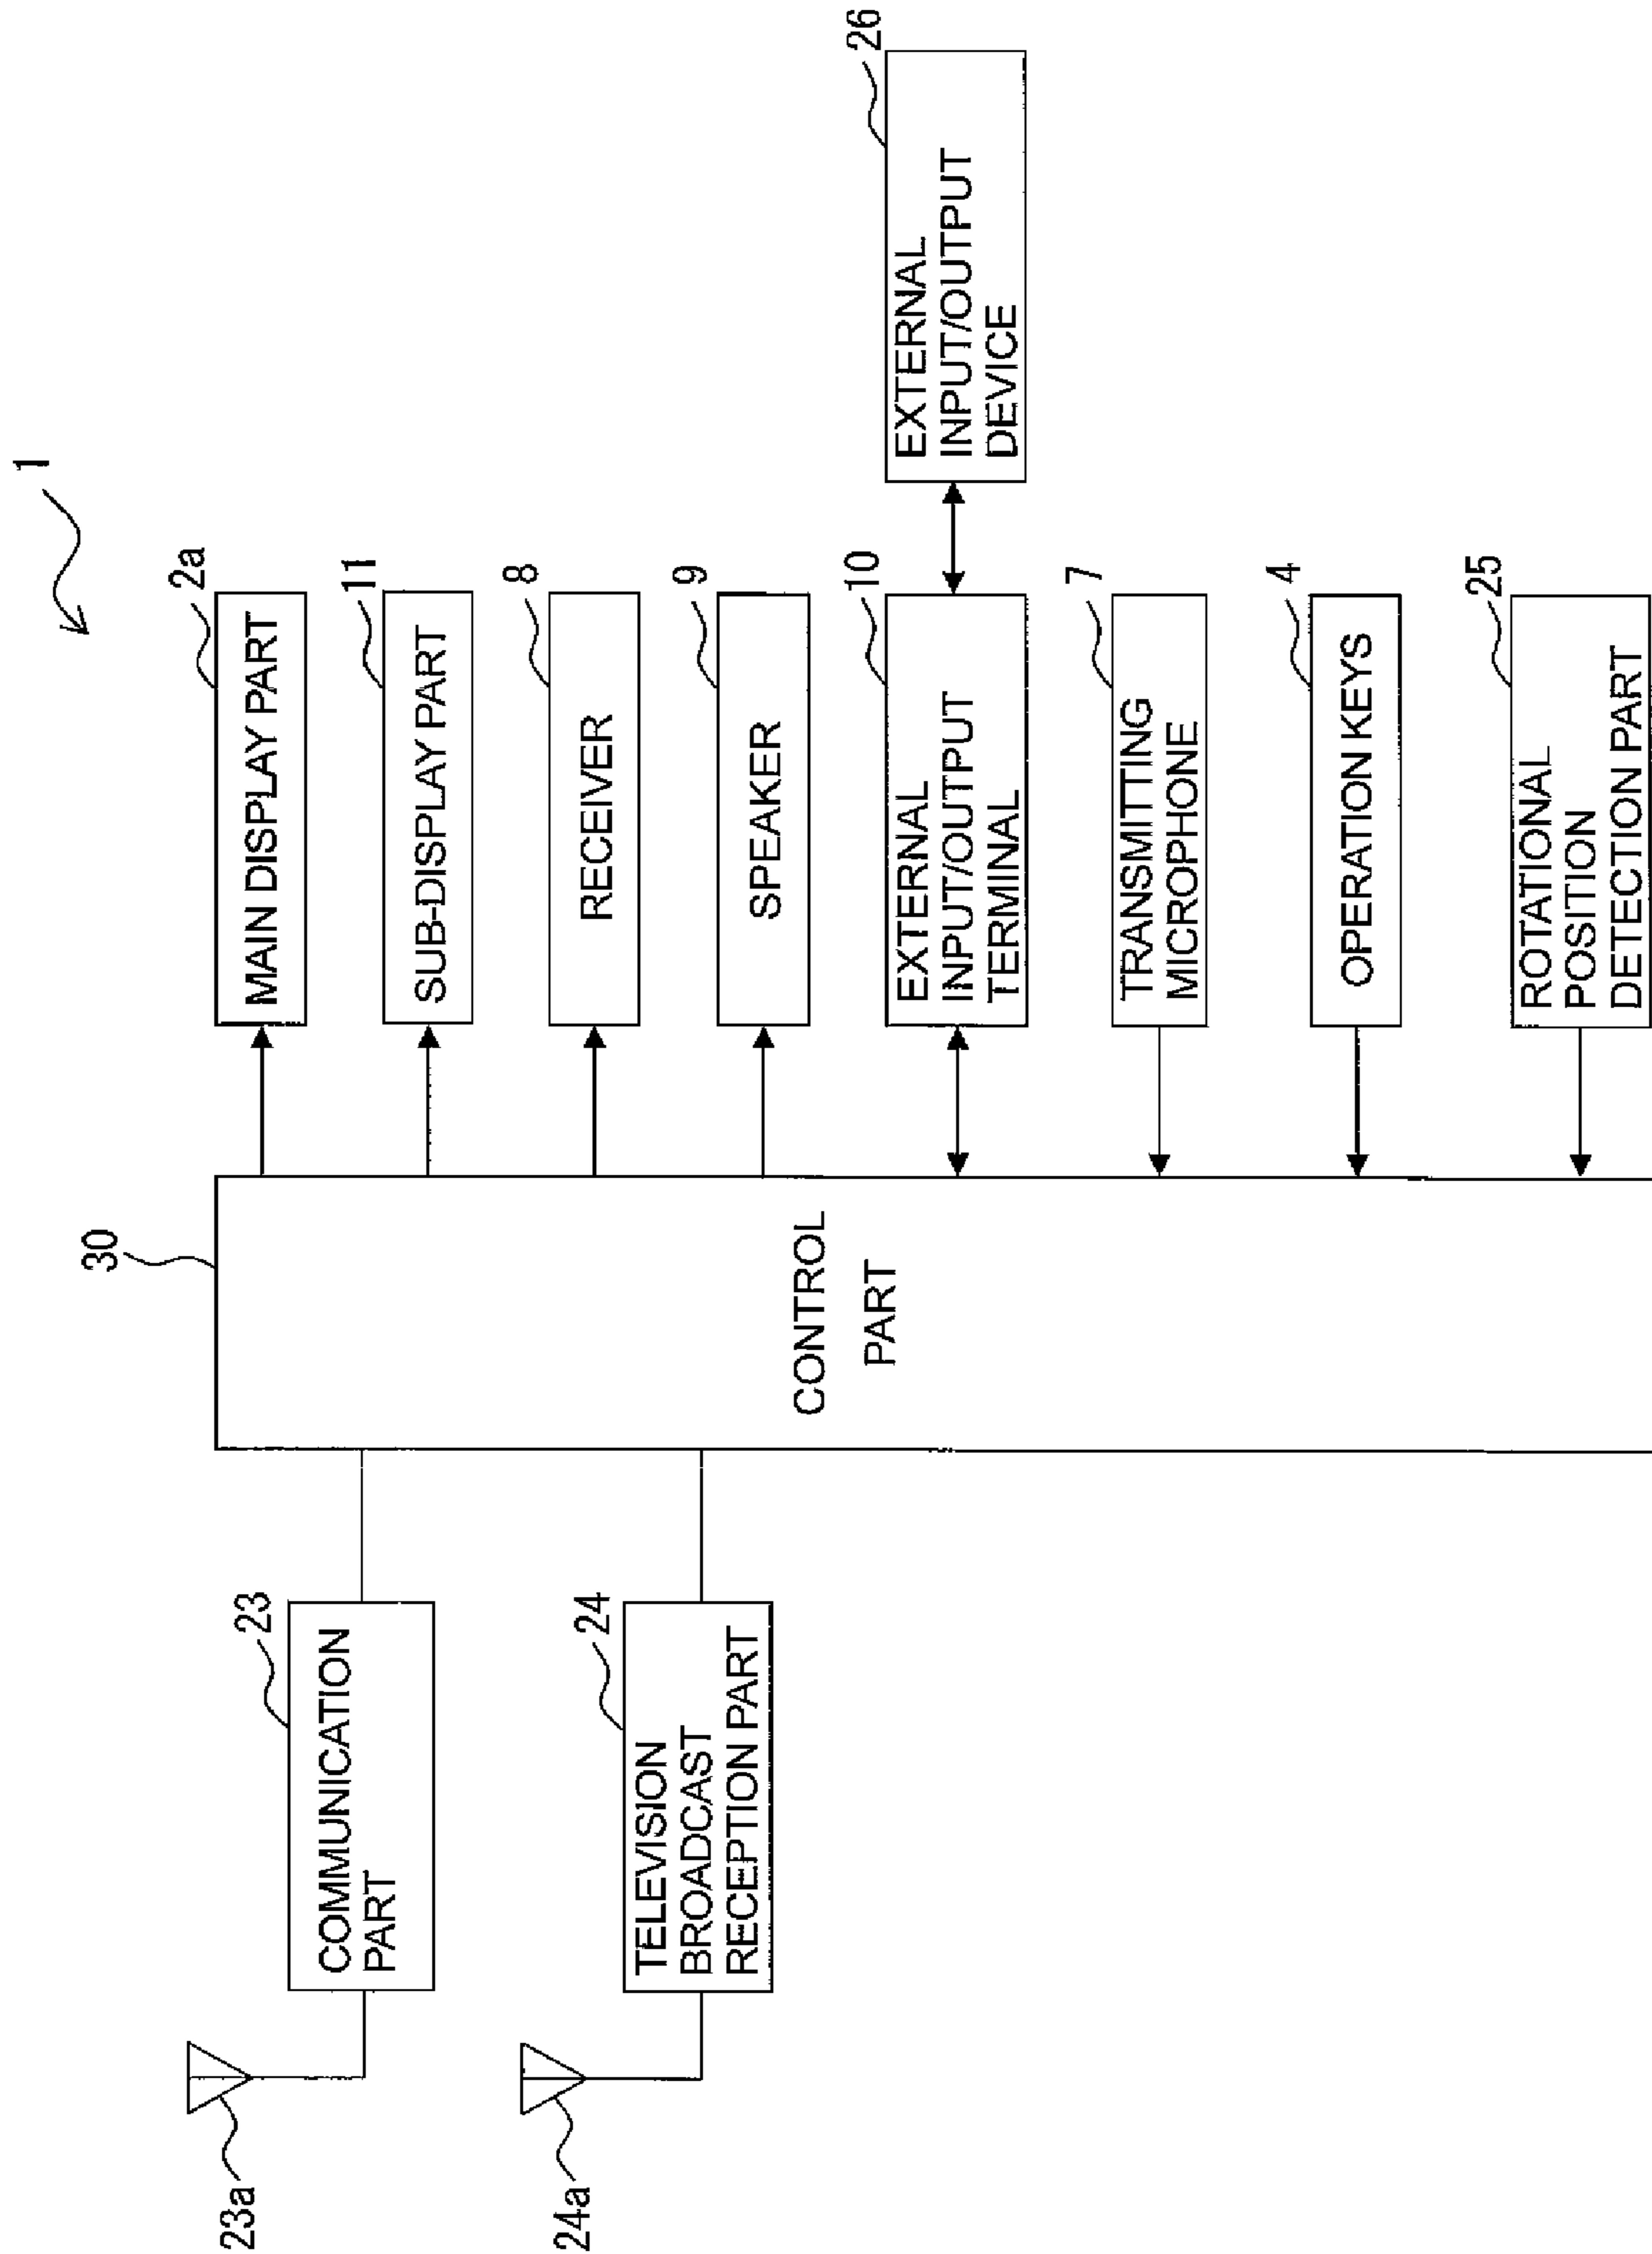 1
23a
23
COMMUNICATION
PART
24a
24
TELEVISION
BROADCAST
RECEPTION PART
30
CONTROL
PART
2a
MAIN DISPLAY PART
11
SUB-DISPLAY PART
8
RECEIVER
9
SPEAKER
10
EXTERNAL
INPUT/OUTPUT
TERMINAL
26
EXTERNAL
INPUT/OUTPUT
DEVICE
7
TRANSMITTING
MICROPHONE
4
OPERATION KEYS
25
ROTATIONAL
POSITION
DETECTION PART